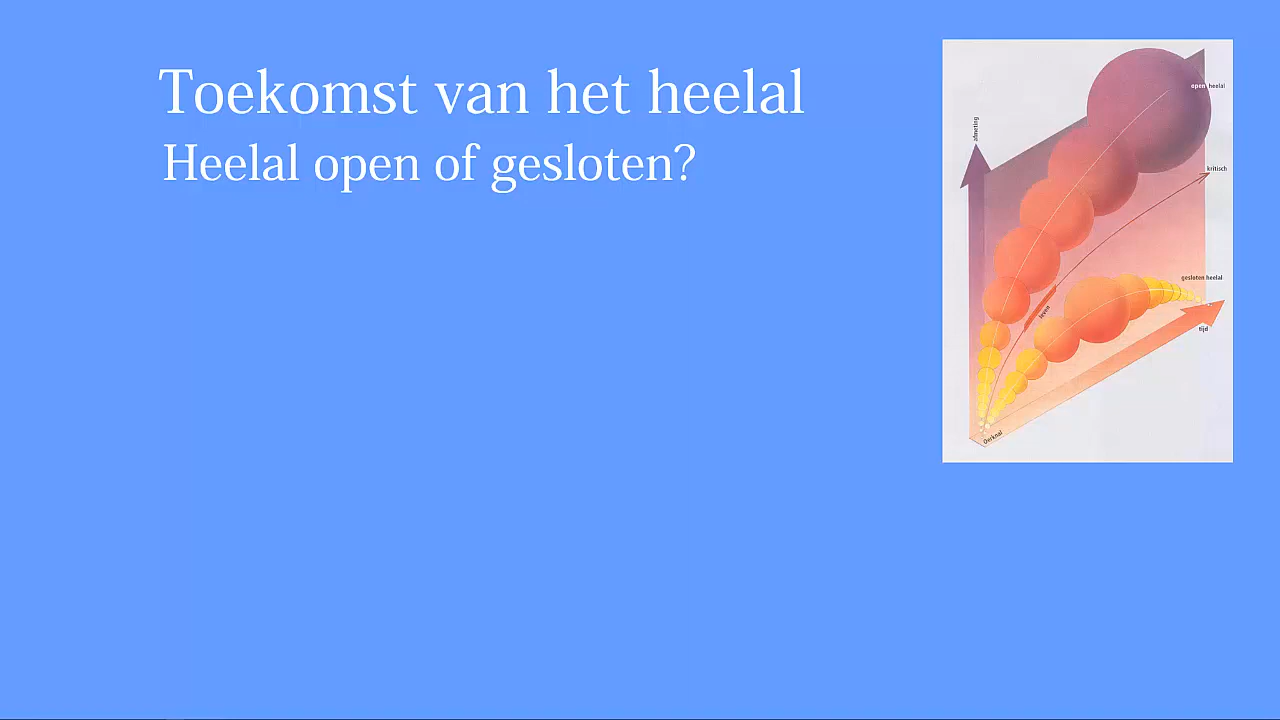 Toekomst van het heelal
Heelal open of gesloten?
open heelal
afmeting
kritisch
gesloten heelal
leven
tijd
Oerknal